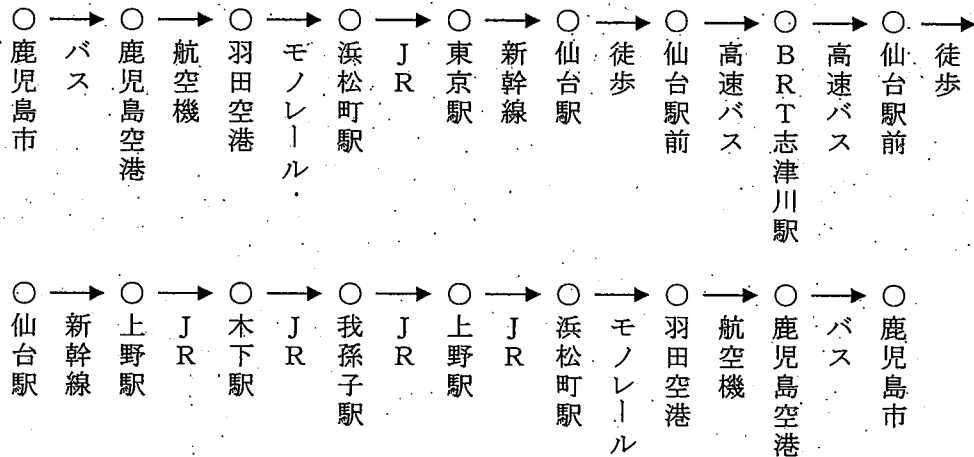 ○→○→○→○→○→○→○→○→○→
鹿児島市 バス 鹿児島空港 航空機 羽田空港 モノレール 浜松町駅 JR 東京駅 新幹線 仙台駅 徒歩 仙台駅前 高速バス BRT志津川駅 高速バス 仙台駅前 徒歩
○→○→○→○→○→○→○→○→○
仙台駅 新幹線 上野駅 JR 木下駅 JR 我孫子駅 JR 上野駅 JR 浜松町駅 モノレール 羽田空港 航空機 鹿児島空港 バス 鹿児島市